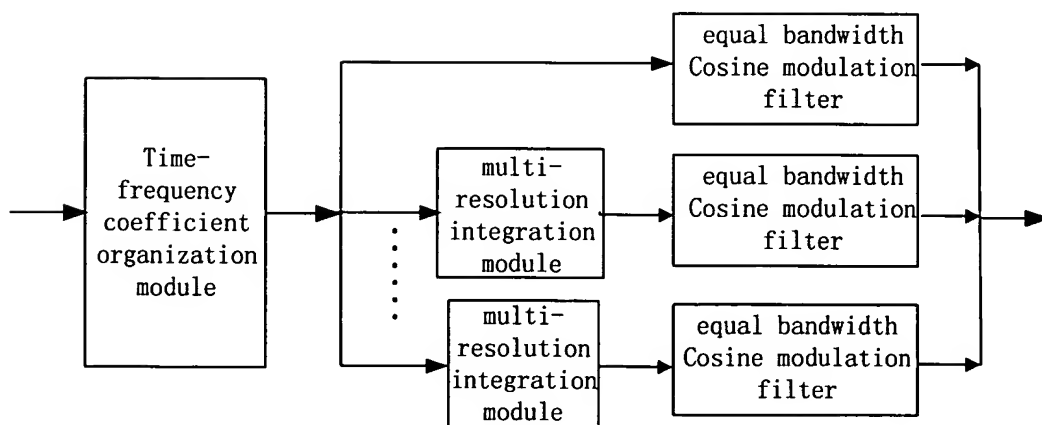 Time-
frequency
coefficient
organization
module
equal bandwidth
Cosine modulation
filter
multi-
resolution
integration
module
equal bandwidth
Cosine modulation
filter
multi-
resolution
integration
module
equal bandwidth
Cosine modulation
filter